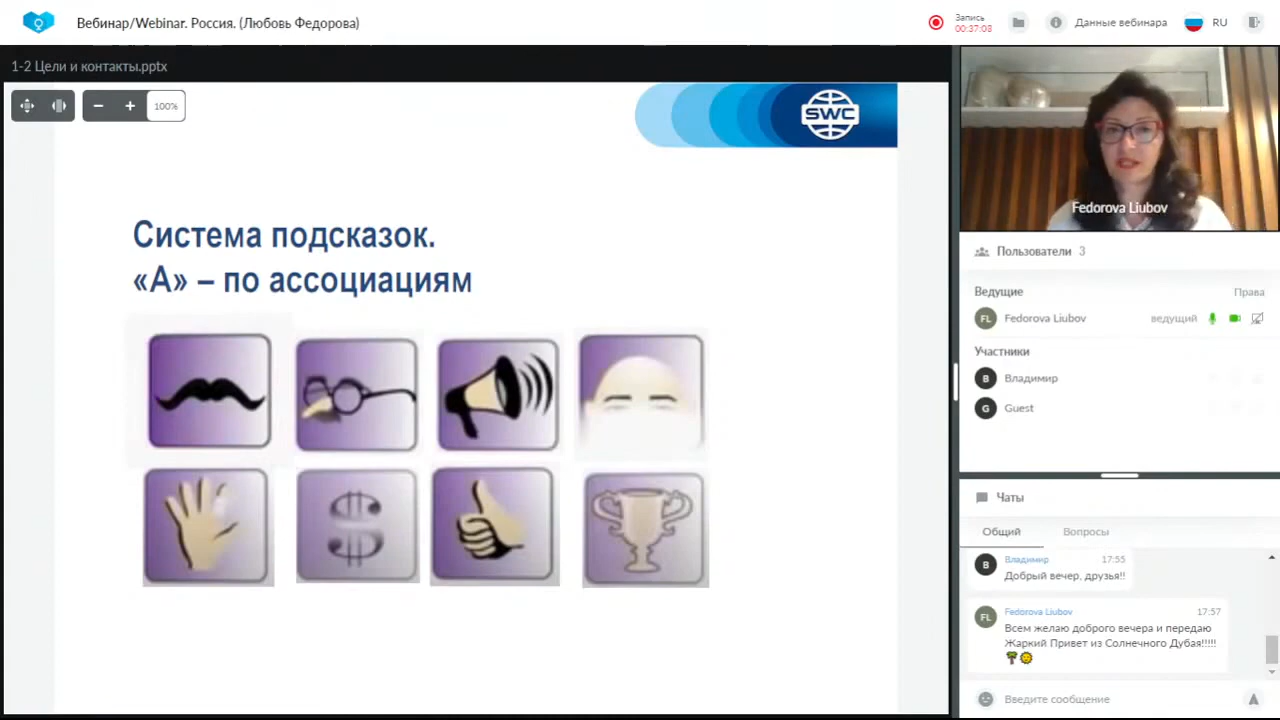 Вебинар/Webinar. Россия. (Любовь Федорова)
Запись
00:37:03
Данные вебинара
RU
1-2 Цели и контакты.pptx
100%
SWC
Система подсказок.
«А» – по ассоциациям
Fedorova Liubov
Пользователи 3
Ведущие
Права
FL Fedorova Liubov ведущий
Участники
В Владимир
G Guest
Чаты
Общий
Вопросы
В Владимир 17:55
Добрый вечер, друзья!!
FL Fedorova Liubov 17:57
Всем желаю доброго вечера и передаю
Жаркий Привет из Солнечного Дубая!!!!!
Введите сообщение